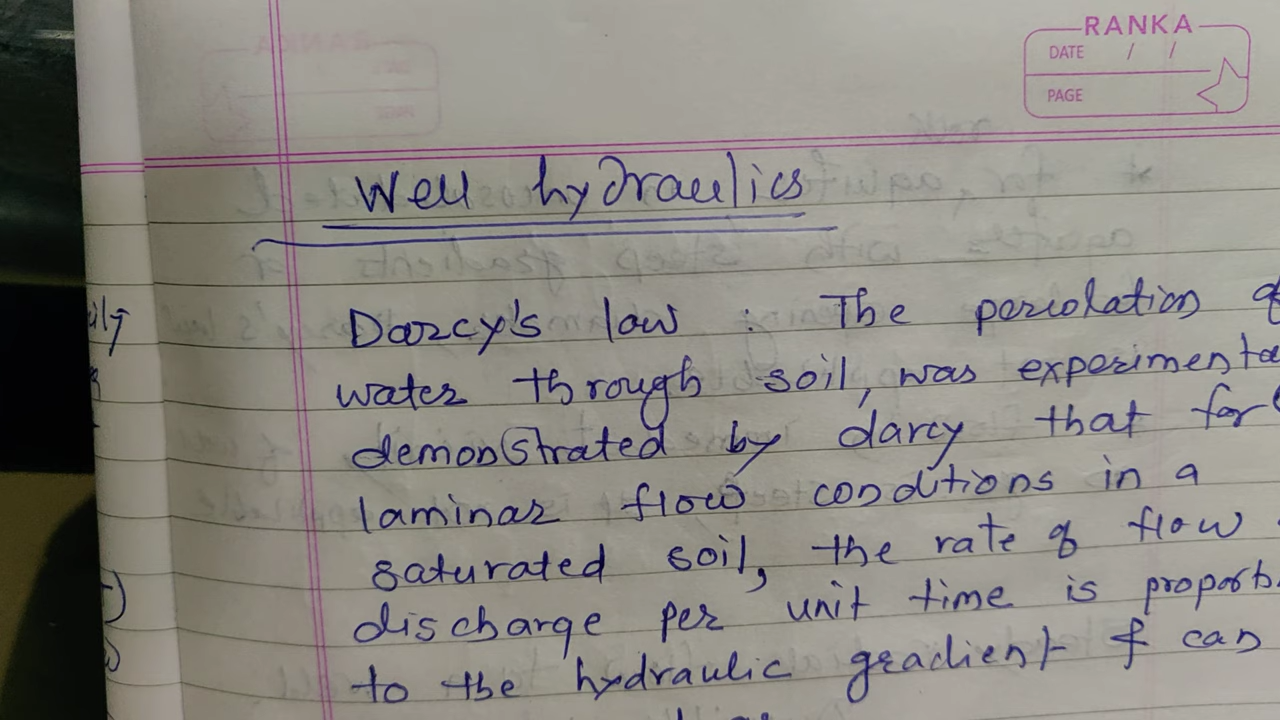 RANKA
DATE / /
PAGE
Well hydraulics
Darcy's law : The percolation of
water through soil, was experimenta
demonstrated by darcy that for
laminar flow conditions in a
saturated soil, the rate of flow
discharge per unit time is proporti
to the hydraulic gradient & can